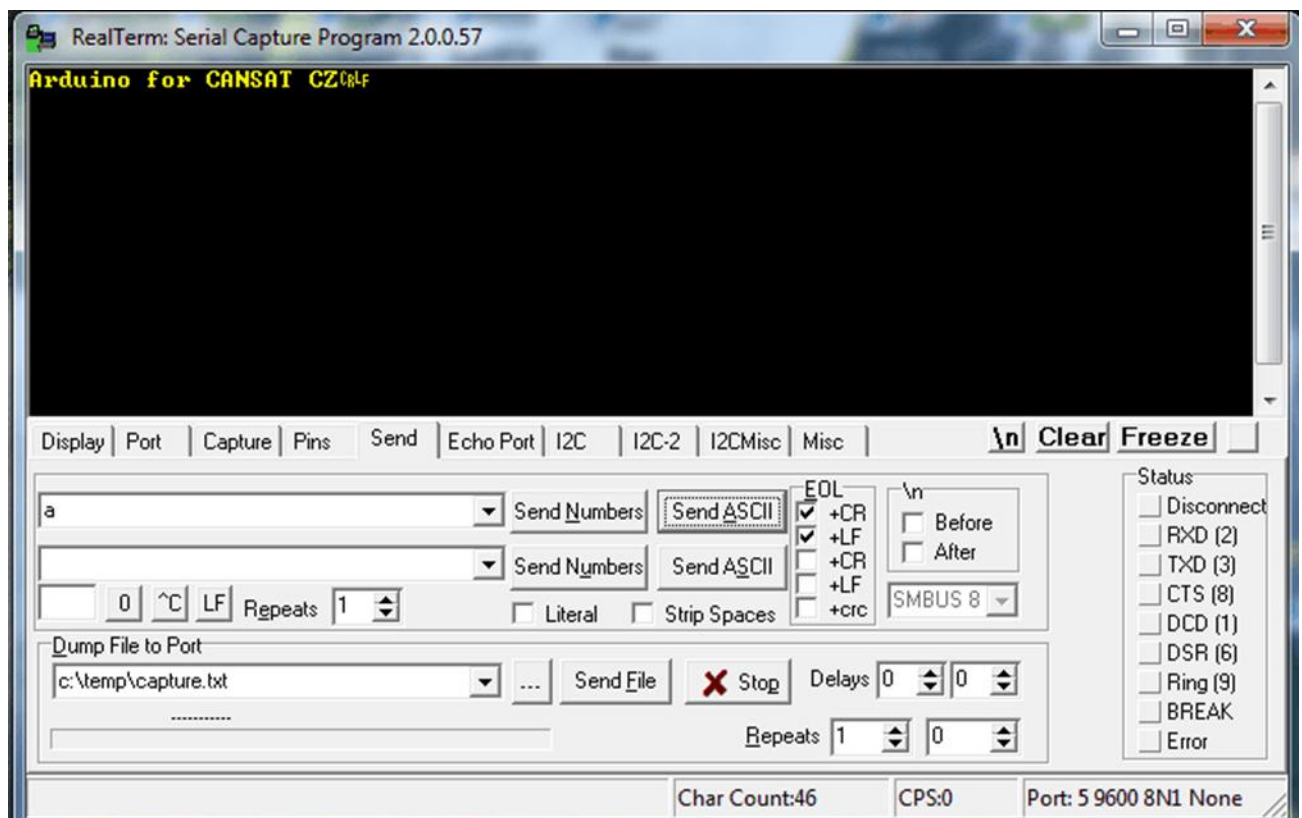 RealTerm: Serial Capture Program 2.0.0.57
Arduino for CANSAT CZCRLF
Display Port Capture Pins Send Echo Port I2C I2C-2 I2CMisc Misc \n Clear Freeze
a Send Numbers Send ASCII
Send Numbers Send ASCII
EOL
+CR
+LF
+CR
+LF
+crc
\n
Before
After
SMBUS 8
0 ^C LF Repeats 1 Literal Strip Spaces
Dump File to Port
c:\temp\capture.txt ... Send File Stop Delays 0 0
-----------
Repeats 1 0
Status
Disconnect
RXD (2)
TXD (3)
CTS (8)
DCD (1)
DSR (6)
Ring (9)
BREAK
Error
Char Count:46 CPS:0 Port: 5 9600 8N1 None